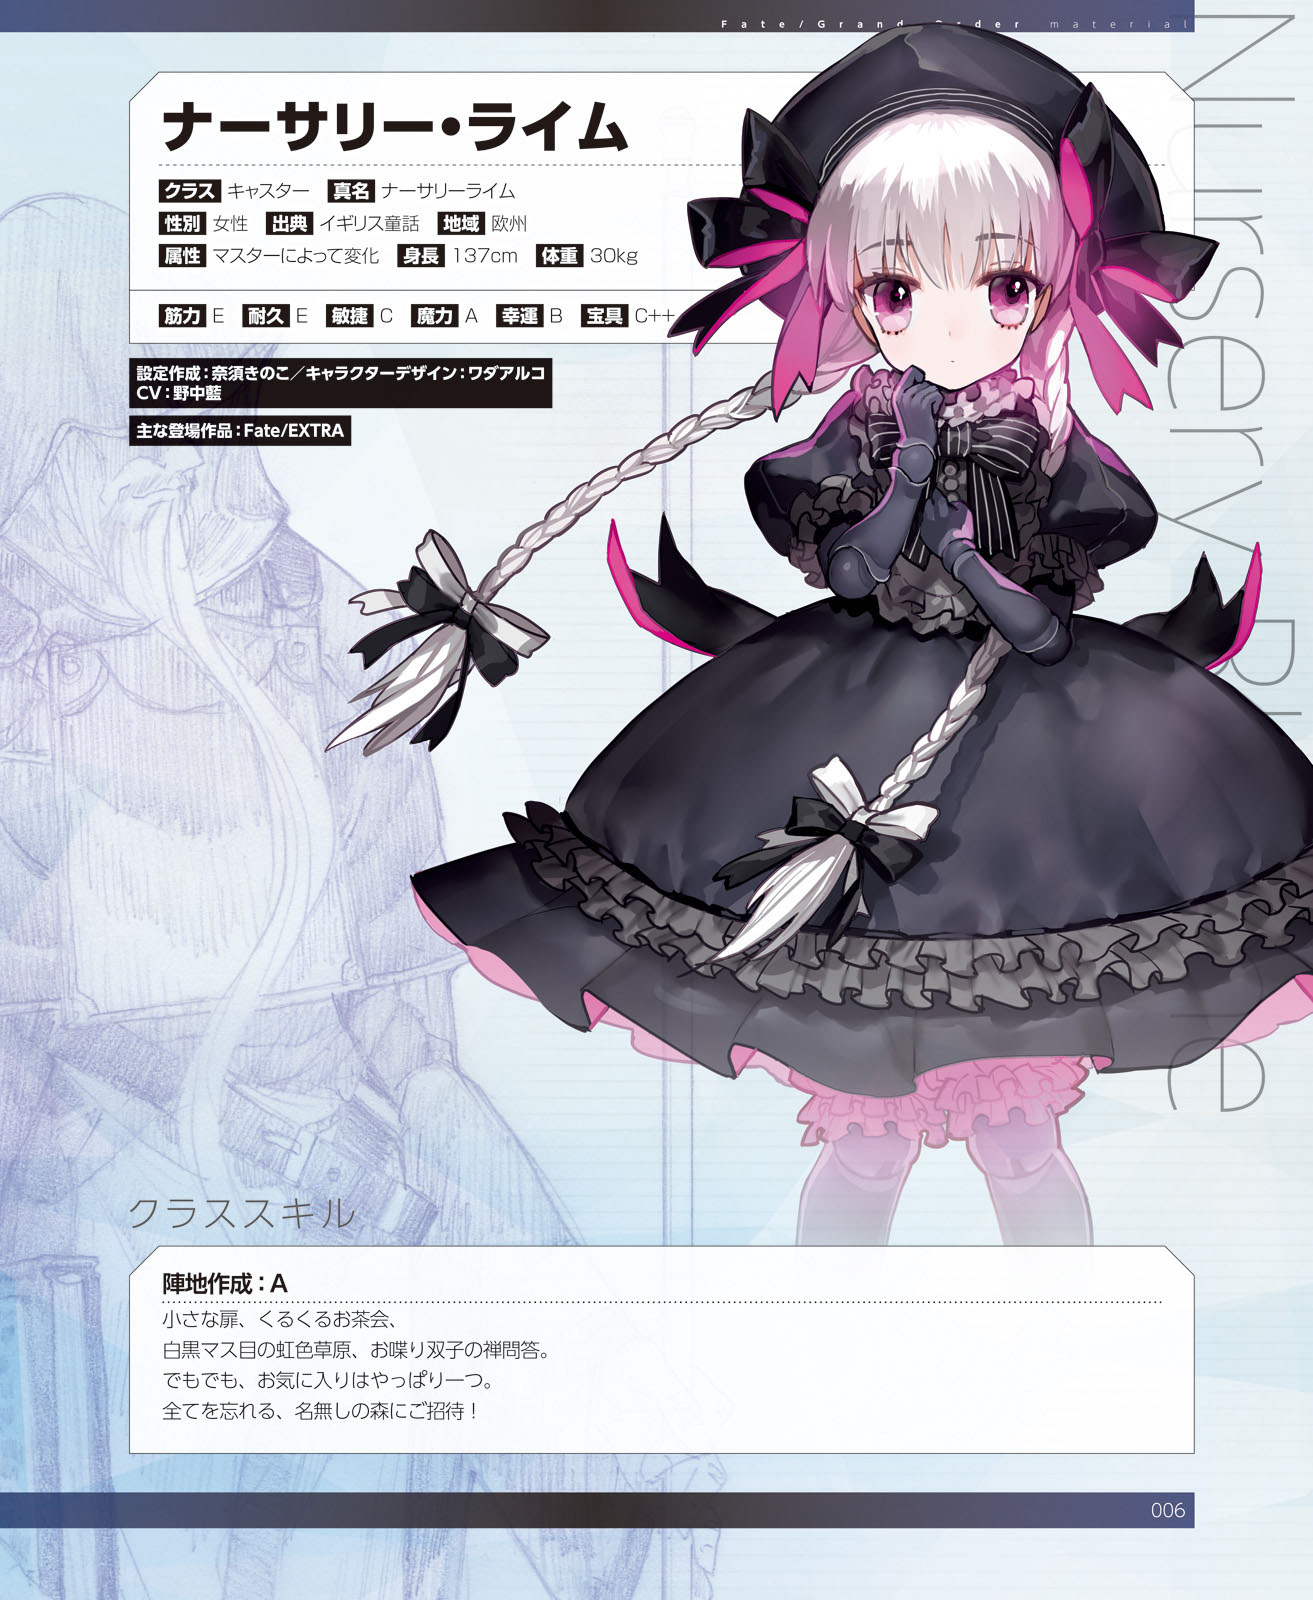 Fate/Grand Order material
ナーサリー・ライム
クラス キャスター 真名 ナーサリーライム
性別 女性 出典 イギリス童話 地域 欧州
属性 マスターによって変化 身長 137cm 体重 30kg
筋力 E 耐久 E 敏捷 C 魔力 A 幸運 B 宝具 C++
設定作成：奈須きのこ／キャラクターデザイン：ワダアルコ
CV：野中藍
主な登場作品：Fate/EXTRA
Nursery
クラススキル
陣地作成：A
小さな扉、くるくるお茶会、
白黒マス目の虹色草原、お喋り双子の禅問答。
でもでも、お気に入りはやっぱり一つ。
全てを忘れる、名無しの森にご招待！
006